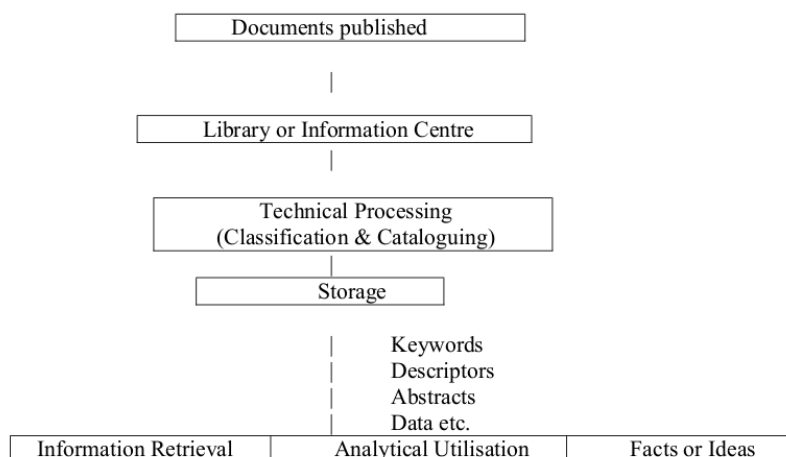 Documents published
Library or Information Centre
Technical Processing
(Classification & Cataloguing)
Storage
Keywords
Descriptors
Abstracts
Data etc.
Information Retrieval Analytical Utilisation Facts or Ideas